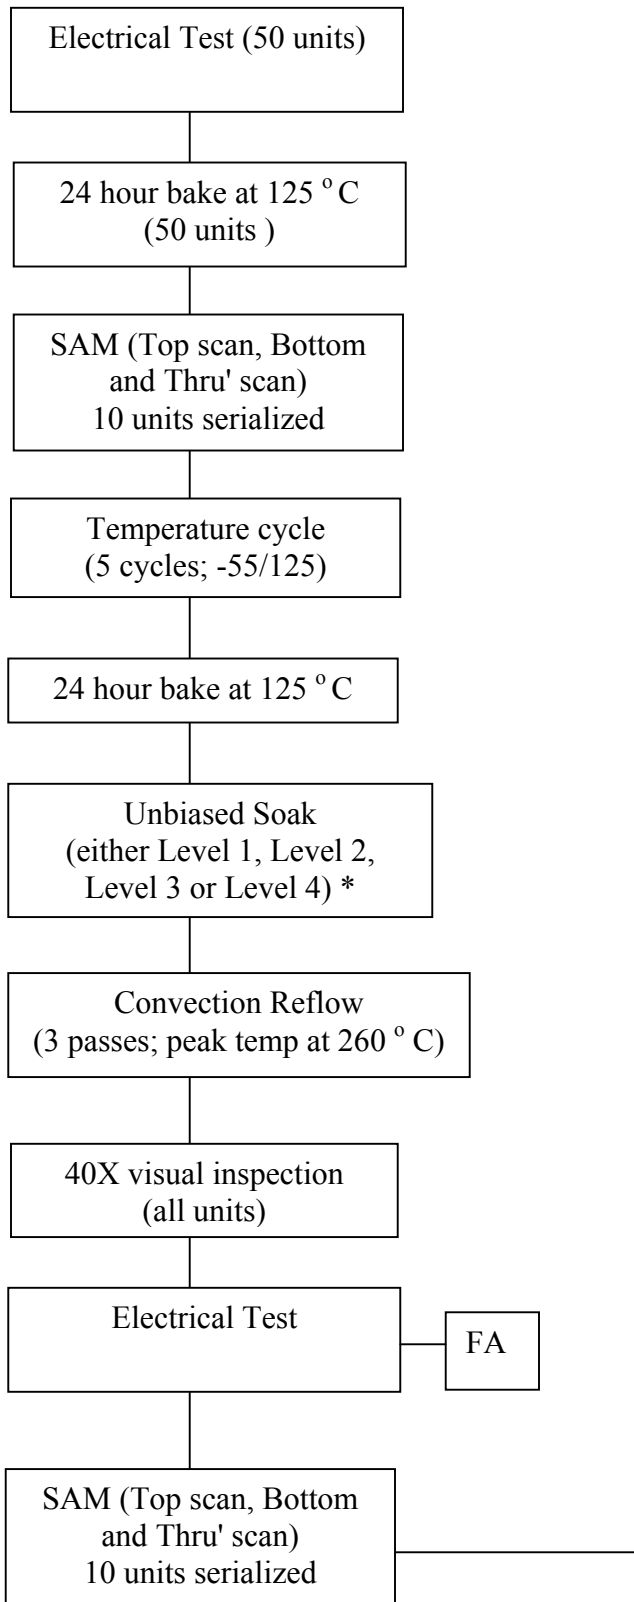 Electrical Test (50 units)
24 hour bake at 125 ° C
(50 units )
SAM (Top scan, Bottom
and Thru' scan)
10 units serialized
Temperature cycle
(5 cycles; -55/125)
24 hour bake at 125 ° C
Unbiased Soak
(either Level 1, Level 2,
Level 3 or Level 4) *
Convection Reflow
(3 passes; peak temp at 260 ° C)
40X visual inspection
(all units)
Electrical Test
FA
SAM (Top scan, Bottom
and Thru' scan)
10 units serialized